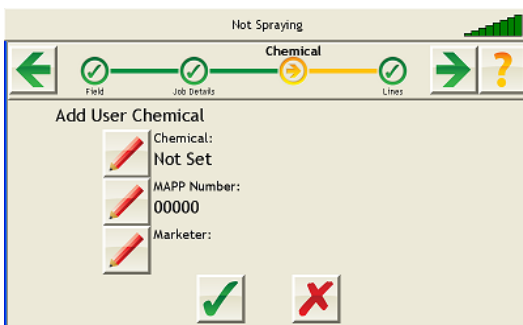 Not Spraying
Chemical
Field
Job Details
Lines
?
Add User Chemical
Chemical:
Not Set
MAPP Number:
00000
Marketer: